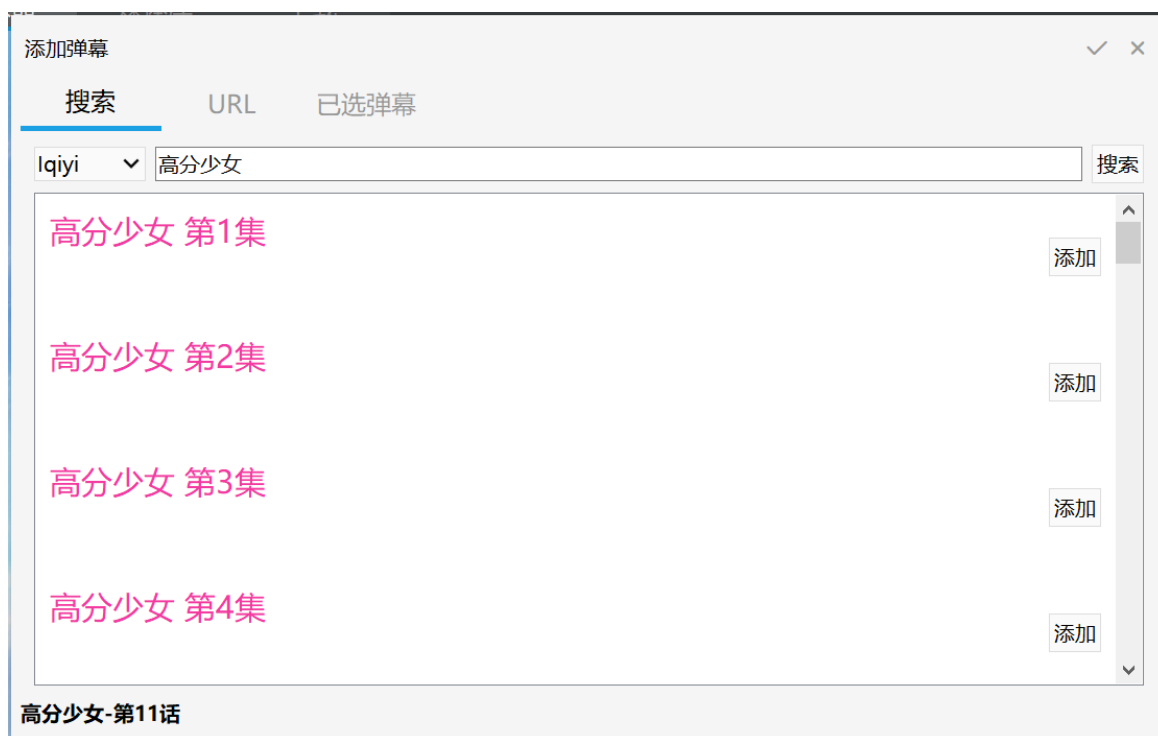 添加弹幕
搜索 URL 已选弹幕
Iqiyi 高分少女 搜索
高分少女 第1集
添加
高分少女 第2集
添加
高分少女 第3集
添加
高分少女 第4集
添加
高分少女-第11话